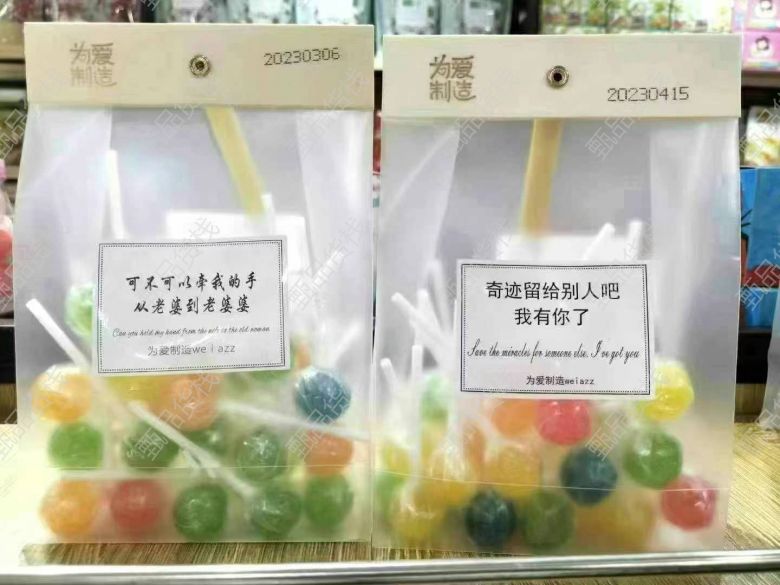 为爱
制造
20230306
可不可以牵我的手
从老婆到老婆婆
Can you hold my hand from the wife to the old woman
为爱制造weiazz
为爱
制造
20230415
奇迹留给别人吧
我有你了
Save the miracles for someone else. I've got you
为爱制造weiazz
甄品货栈